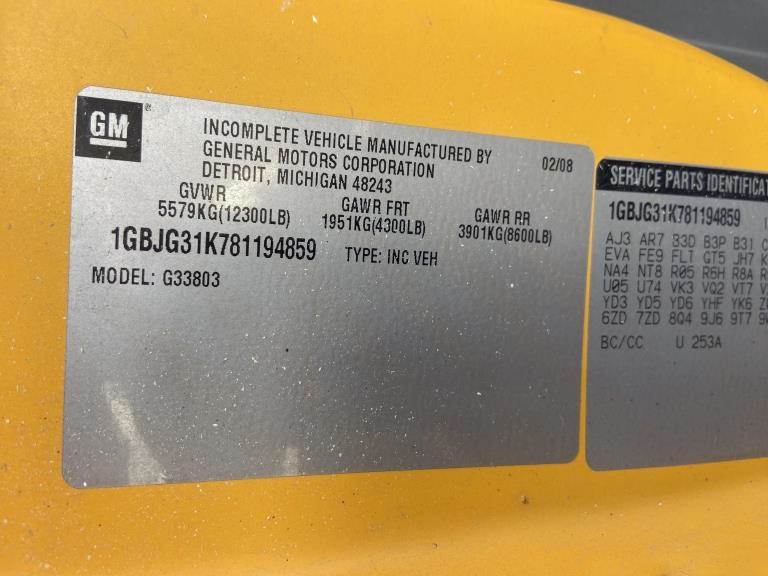 GM
INCOMPLETE VEHICLE MANUFACTURED BY
GENERAL MOTORS CORPORATION 02/08
DETROIT, MICHIGAN 48243
GVWR GAWR FRT GAWR RR
5579KG(12300LB) 1951KG(4300LB) 3901KG(8600LB)
1GBJG31K781194859 TYPE: INC VEH
MODEL: G33803
SERVICE PARTS
1GBJG31K781194859
AJ3 AR7 B3D B3P B31
EVA FE9 FLT GT5 JH7
NA4 NT8 R05 R6H R8A
U05 U74 VK3 VQ2 VT7
YD3 YD5 YD6 YHF YK6
6ZD 7ZD 8Q4 9J6 9T7
BC/CC U 253A